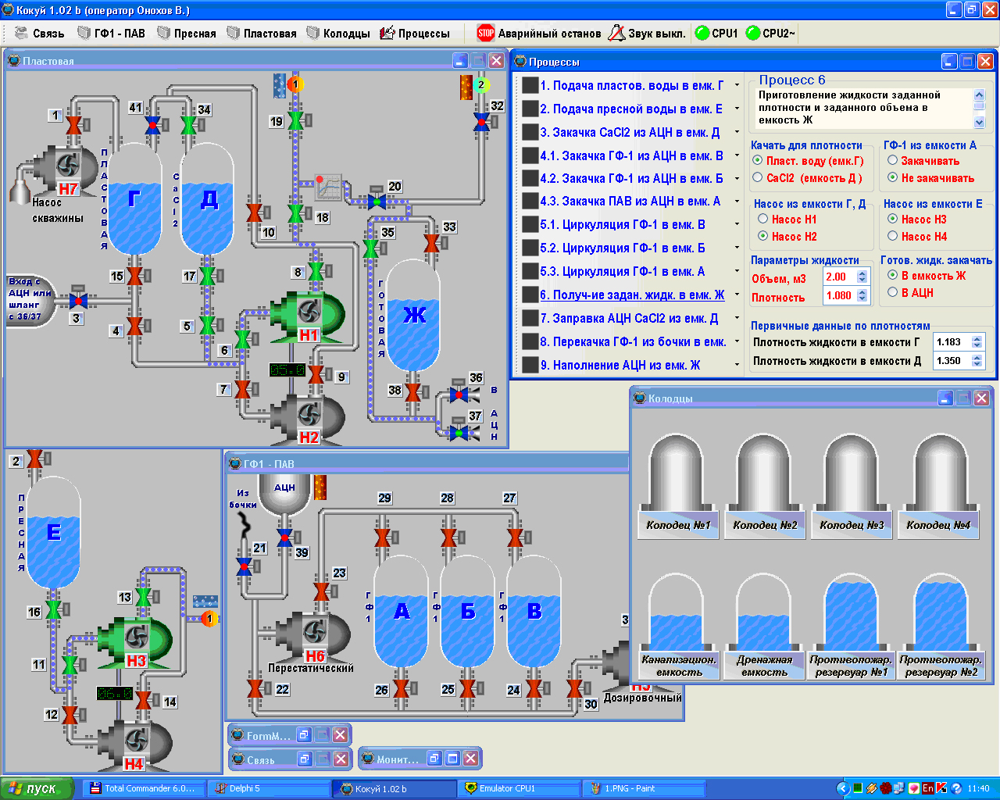 Кокуй 1.02 b (оператор Онохов В.)
Связь
ГФ1 - ПАВ
Пресная
Пластовая
Колодцы
Процессы
STOP
Аварийный останов
Звук выкл.
CPU1
CPU2~
Пластовая
1
41
34
19
1
2
32
П
Л
А
С
Т
О
В
А
Я
CaCl2
Г
Д
Н7
Насос
скважины
20
18
10
35
33
15
17
8
Вход с
АЦН или
шланг
с 36/37
3
4
5
6
Н1
7
9
Н2
ГОТОВАЯ
Ж
38
36
37
В АЦН
Процессы
1. Подача пластов. воды в емк. Г
2. Подача пресной воды в емк. Е
3. Закачка CaCl2 из АЦН в емк. Д
4.1. Закачка ГФ-1 из АЦН в емк. В
4.2. Закачка ГФ-1 из АЦН в емк. Б
4.3. Закачка ПАВ из АЦН в емк. А
5.1. Циркуляция ГФ-1 в емк. В
5.2. Циркуляция ГФ-1 в емк. Б
5.3. Циркуляция ГФ-1 в емк. А
6. Получ-ие задан. жидк. в емк. Ж
7. Заправка АЦН CaCl2 из емк. Д
8. Перекачка ГФ-1 из бочки в емк.
9. Наполнение АЦН из емк. Ж
Процесс 6
Приготовление жидкости заданной
плотности и заданного объема в
емкость Ж
Качать для плотности
Пласт. воду (емк.Г)
CaCl2 (емкость Д )
ГФ-1 из емкости А
Закачивать
Не закачивать
Насос из емкости Г, Д
Насос Н1
Насос Н2
Насос из емкости Е
Насос Н3
Насос Н4
Параметры жидкости
Объем, м3 2.00
Плотность 1.080
Готов. жидк. закачать
В емкость Ж
В АЦН
Первичные данные по плотностям
Плотность жидкости в емкости Г 1.183
Плотность жидкости в емкости Д 1.350
2
ПРЕСНАЯ
Е
16
13
1
11
Н3
12
14
Н4
ГФ1 - ПАВ
Из
бочки
АЦН
21
39
23
29
28
27
ГФ1
А
ГФ1
Б
ГФ1
В
Н6
Перестатический
22
26
25
24
30
Дозировочный
Колодцы
Колодец №1
Колодец №2
Колодец №3
Колодец №4
Канализацион.
емкость
Дренажная
емкость
Противопожар.
резервуар №1
Противопожар.
резервуар №2
FormM...
Связь
Монит...
пуск
Total Commander 6.0...
Delphi 5
Кокуй 1.02 b
Emulator CPU1
1.PNG - Paint
En
11:40